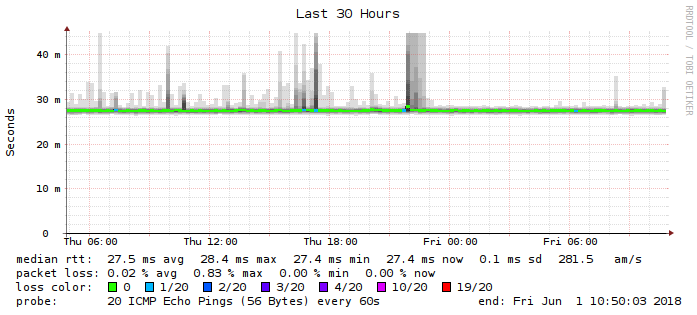 Last 30 Hours
RRDTOOL / TOBI OETIKER
Seconds
40 m
30 m
20 m
10 m
0
Thu 06:00 Thu 12:00 Thu 18:00 Fri 00:00 Fri 06:00
median rtt: 27.5 ms avg 28.4 ms max 27.4 ms min 27.4 ms now 0.1 ms sd 281.5 am/s
packet loss: 0.02 % avg 0.83 % max 0.00 % min 0.00 % now
loss color: 0 1/20 2/20 3/20 4/20 10/20 19/20
probe: 20 ICMP Echo Pings (56 Bytes) every 60s end: Fri Jun 1 10:50:03 2018